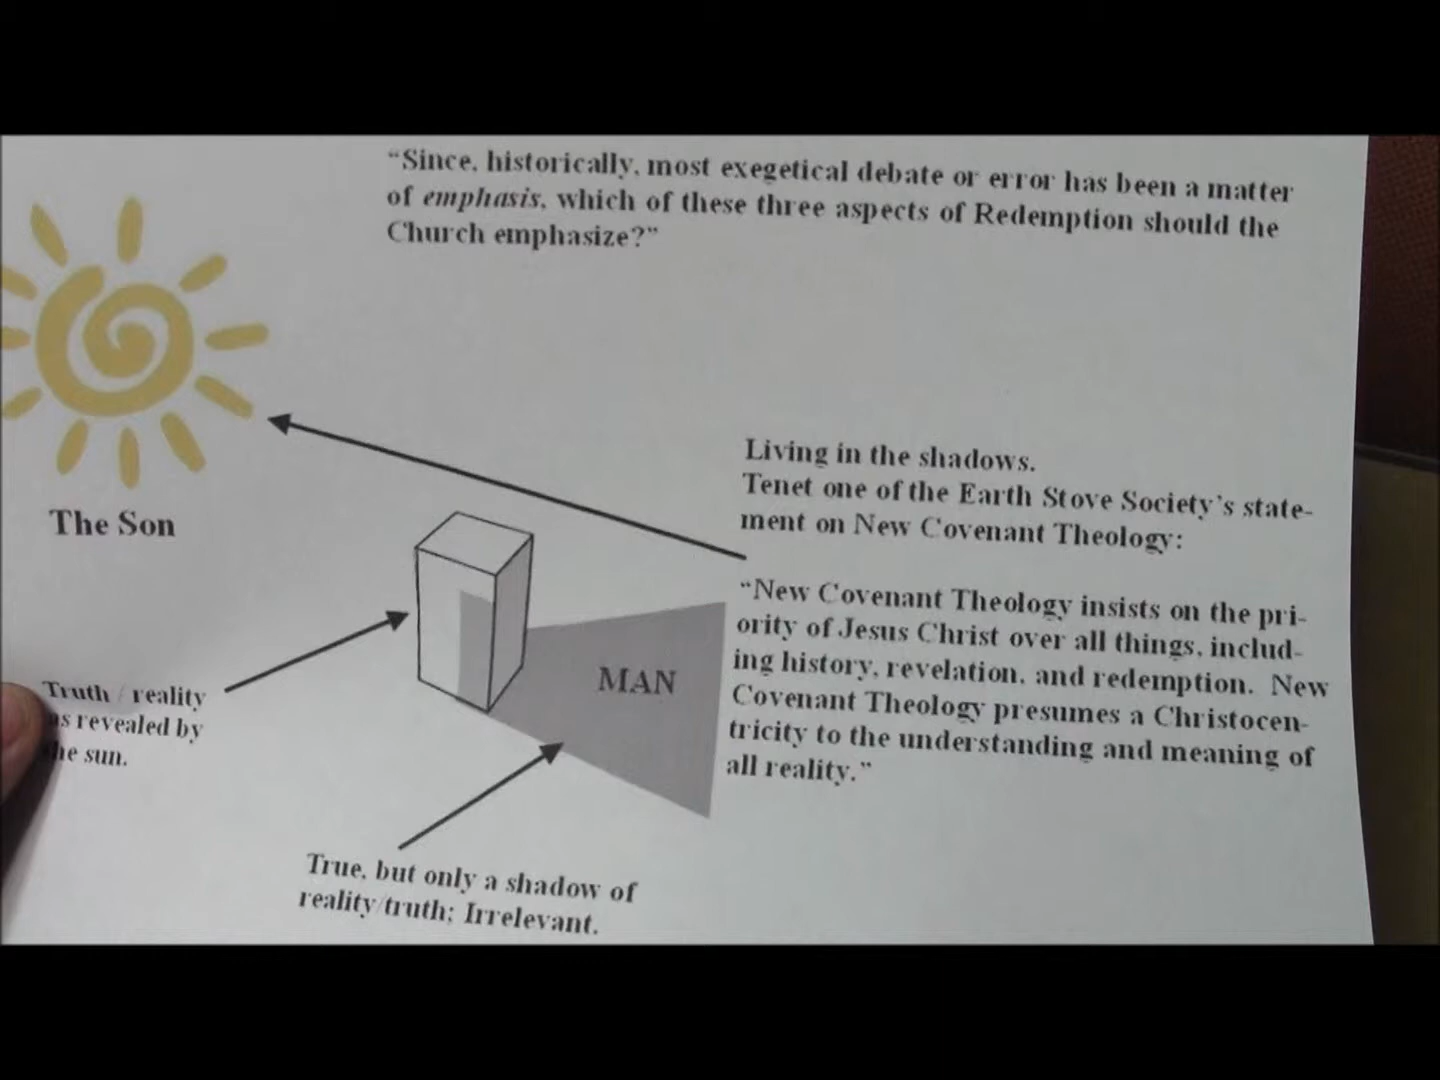 “Since, historically, most exegetical debate or error has been a matter
of emphasis, which of these three aspects of Redemption should the
Church emphasize?”
The Son
Living in the shadows.
Tenet one of the Earth Stove Society’s state-
ment on New Covenant Theology:
“New Covenant Theology insists on the pri-
ority of Jesus Christ over all things, includ-
ing history, revelation, and redemption. New
Covenant Theology presumes a Christocen-
tricity to the understanding and meaning of
all reality.”
MAN
Truth / reality
as revealed by
the sun.
True, but only a shadow of
reality/truth; Irrelevant.